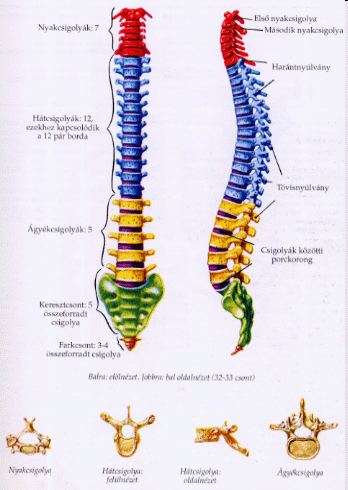 Nyakcsigolyák: 7
Hátcsigolyák: 12,
ezekhez kapcsolódik
a 12 pár borda
Ágyékcsigolyák: 5
Keresztcsont: 5
összeforradt
csigolya
Farkcsont: 3-4
összeforradt csigolya
Első nyakcsigolya
Második nyakcsigolya
Harántnyúlvány
Tövisnyúlvány
Csigolyák közötti
porckorong
Balra: elölnézet. Jobbra: bal oldalnézet (32-33 csont)
Nyakcsigolya
Hátcsigolya:
felülnézet
Hátcsigolya:
oldalnézet
Ágyékcsigolya